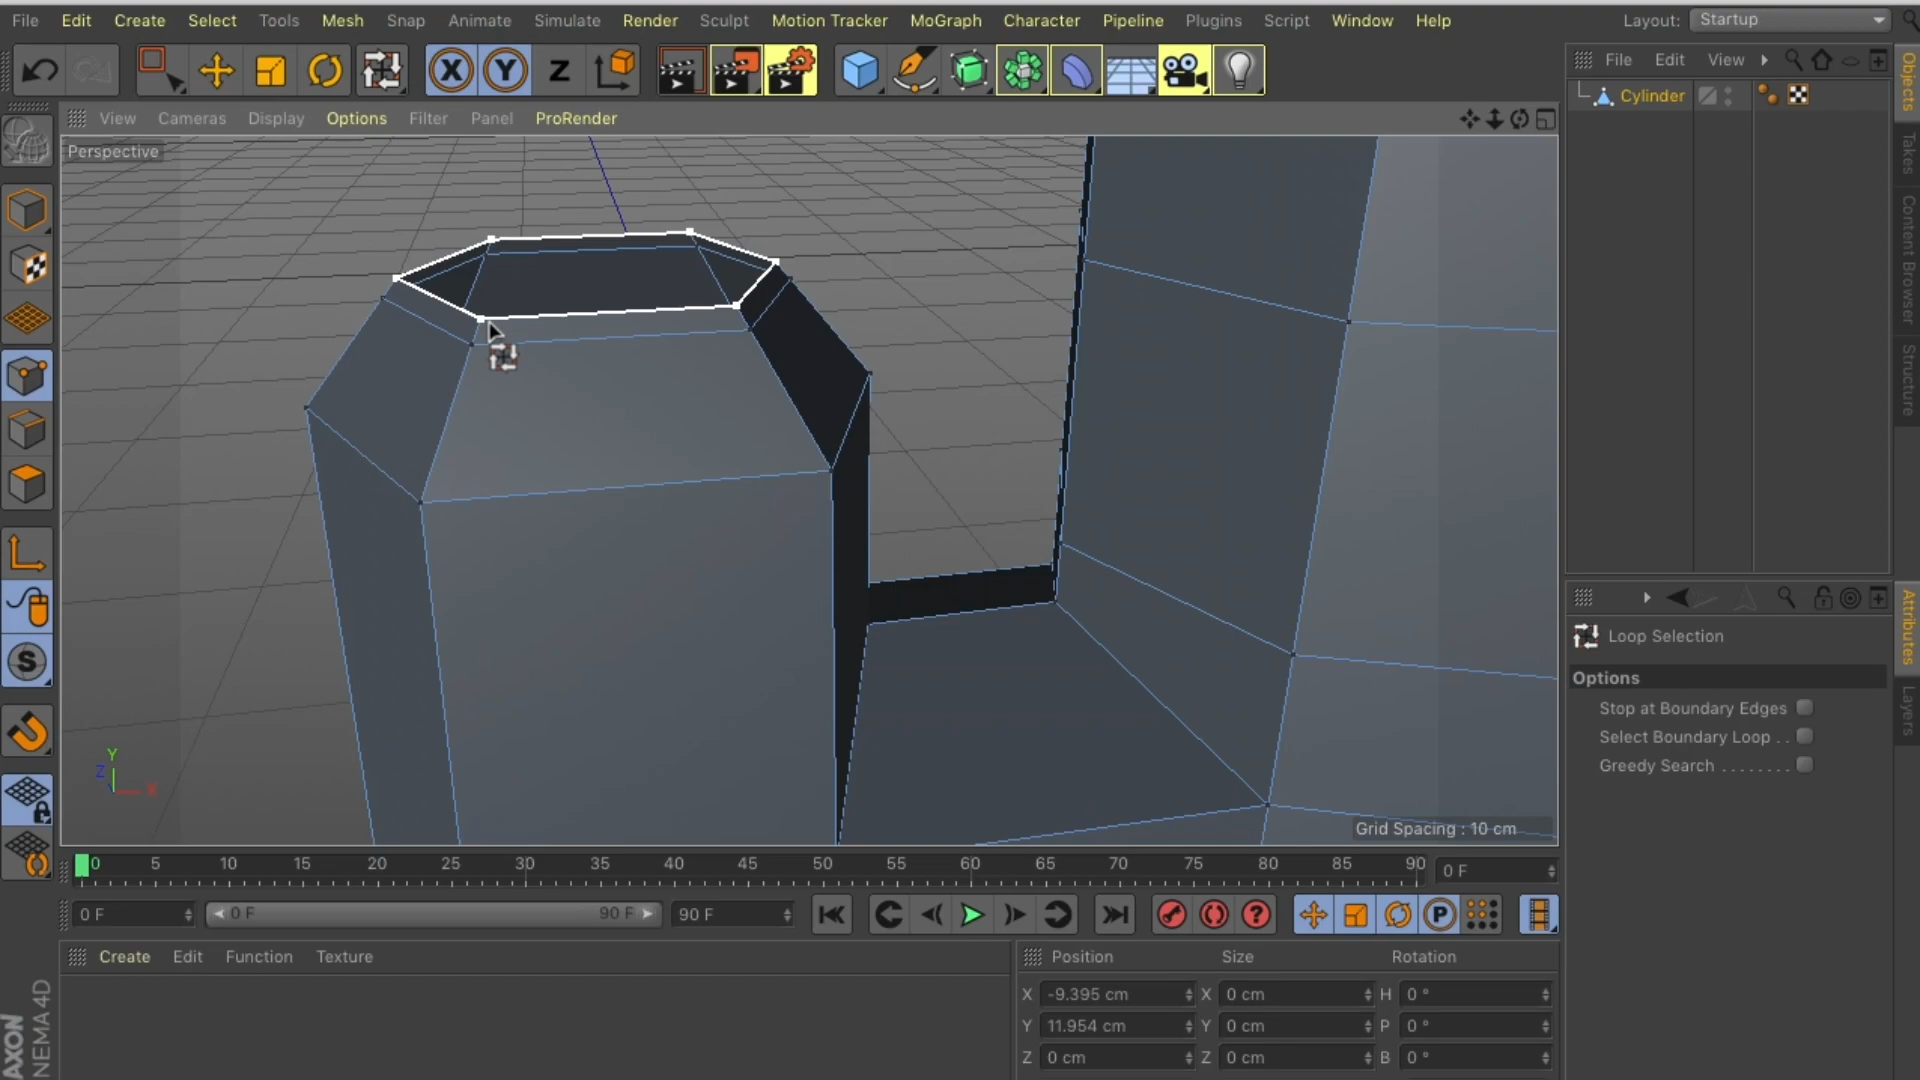 File Edit Create Select Tools Mesh Snap Animate Simulate Render Sculpt Motion Tracker MoGraph Character Pipeline Plugins Script Window Help Layout: Startup
X Y Z
File Edit View
Objects
Takes
Content Browser
Structure
Cylinder
View Cameras Display Options Filter Panel ProRender
Perspective
S
Y
Z X
Grid Spacing : 10 cm
Attributes
Layers
Loop Selection
Options
Stop at Boundary Edges
Select Boundary Loop . .
Greedy Search . . . . . . . .
0 5 10 15 20 25 30 35 40 45 50 55 60 65 70 75 80 85 90 0 F
0 F 0 F 90 F 90 F ? P
Create Edit Function Texture
Position Size Rotation
X -9.395 cm X 0 cm H 0 °
Y 11.954 cm Y 0 cm P 0 °
Z 0 cm Z 0 cm B 0 °
AXON
NEMA 4D